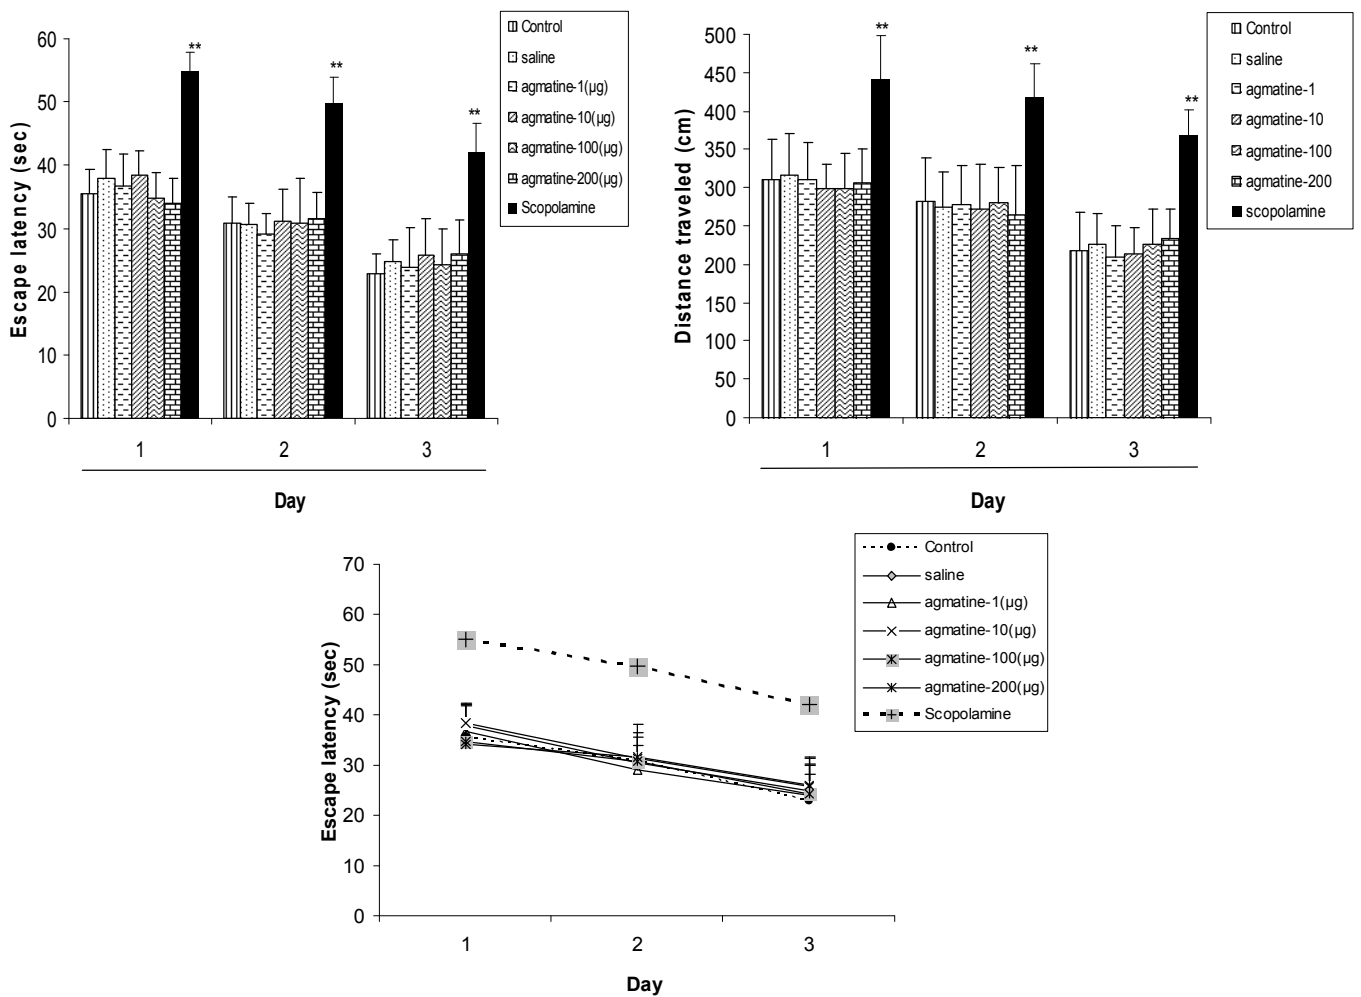 Escape latency (sec)
60
50
40
30
20
10
0
**
**
**
1
2
3
Day
Control
saline
agmatine-1(µg)
agmatine-10(µg)
agmatine-100(µg)
agmatine-200(µg)
Scopolamine
Distance traveled (cm)
500
450
400
350
300
250
200
150
100
50
0
**
**
**
1
2
3
Day
Control
saline
agmatine-1
agmatine-10
agmatine-100
agmatine-200
scopolamine
Escape latency (sec)
70
60
50
40
30
20
10
0
1
2
3
Day
Control
saline
agmatine-1(µg)
agmatine-10(µg)
agmatine-100(µg)
agmatine-200(µg)
Scopolamine